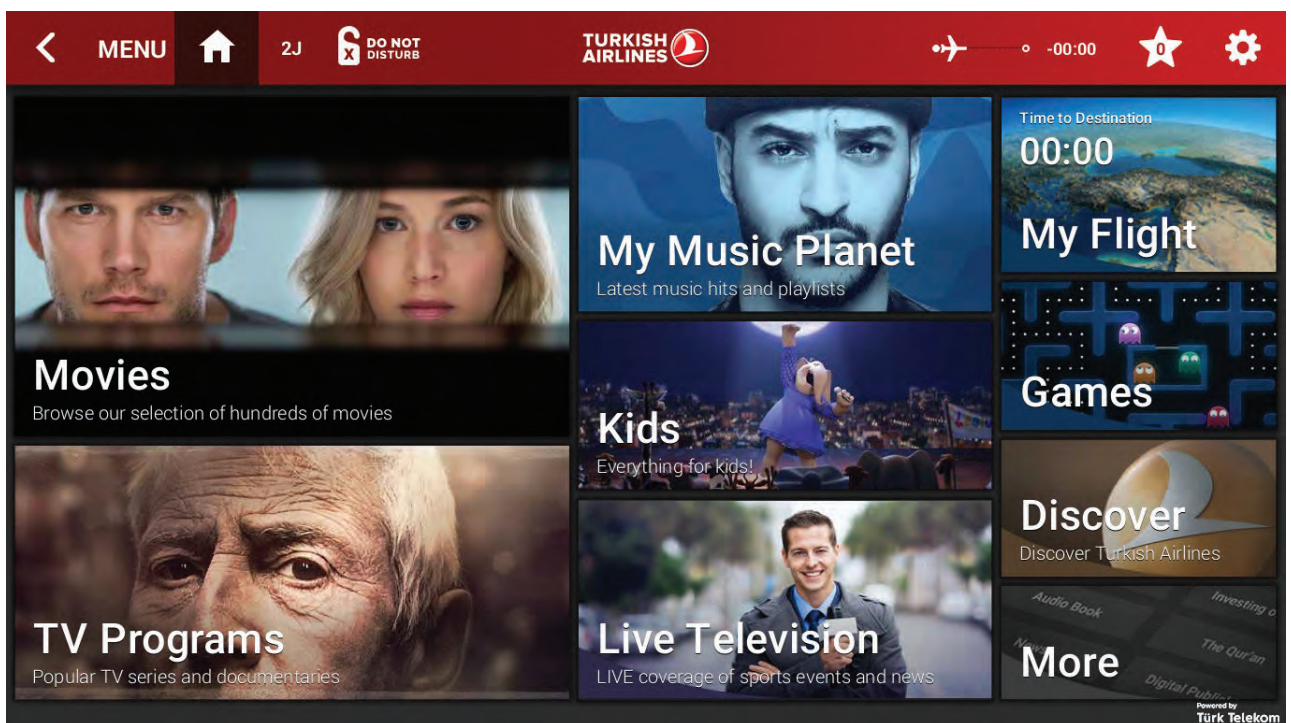 MENU
2J
DO NOT
DISTURB
X
TURKISH
AIRLINES
-00:00
0
Movies
Browse our selection of hundreds of movies
TV Programs
Popular TV series and documentaries
My Music Planet
Latest music hits and playlists
Kids
Everything for kids!
Live Television
LIVE coverage of sports events and news
Time to Destination
00:00
My Flight
Games
Discover
Discover Turkish Airlines
Audio Book
Investing
News
The Qur'an
More
Digital
Powered by
Türk Telekom